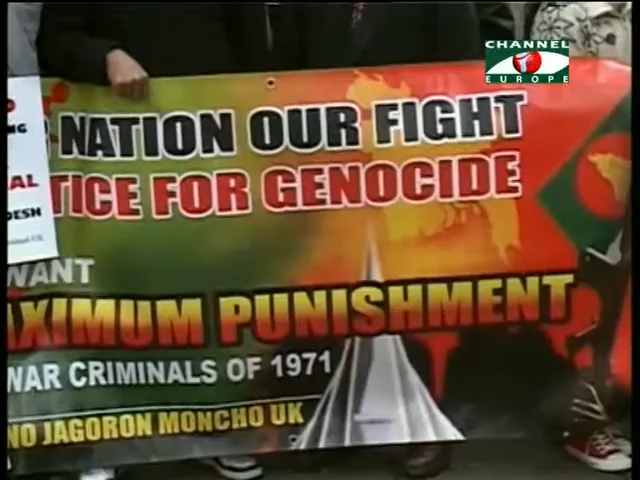 CHANNEL
EUROPE
NATION OUR FIGHT
TICE FOR GENOCIDE
WANT
AXIMUM PUNISHMENT
WAR CRIMINALS OF 1971
NO JAGORON MONCHO UK
NG
AL
DESH